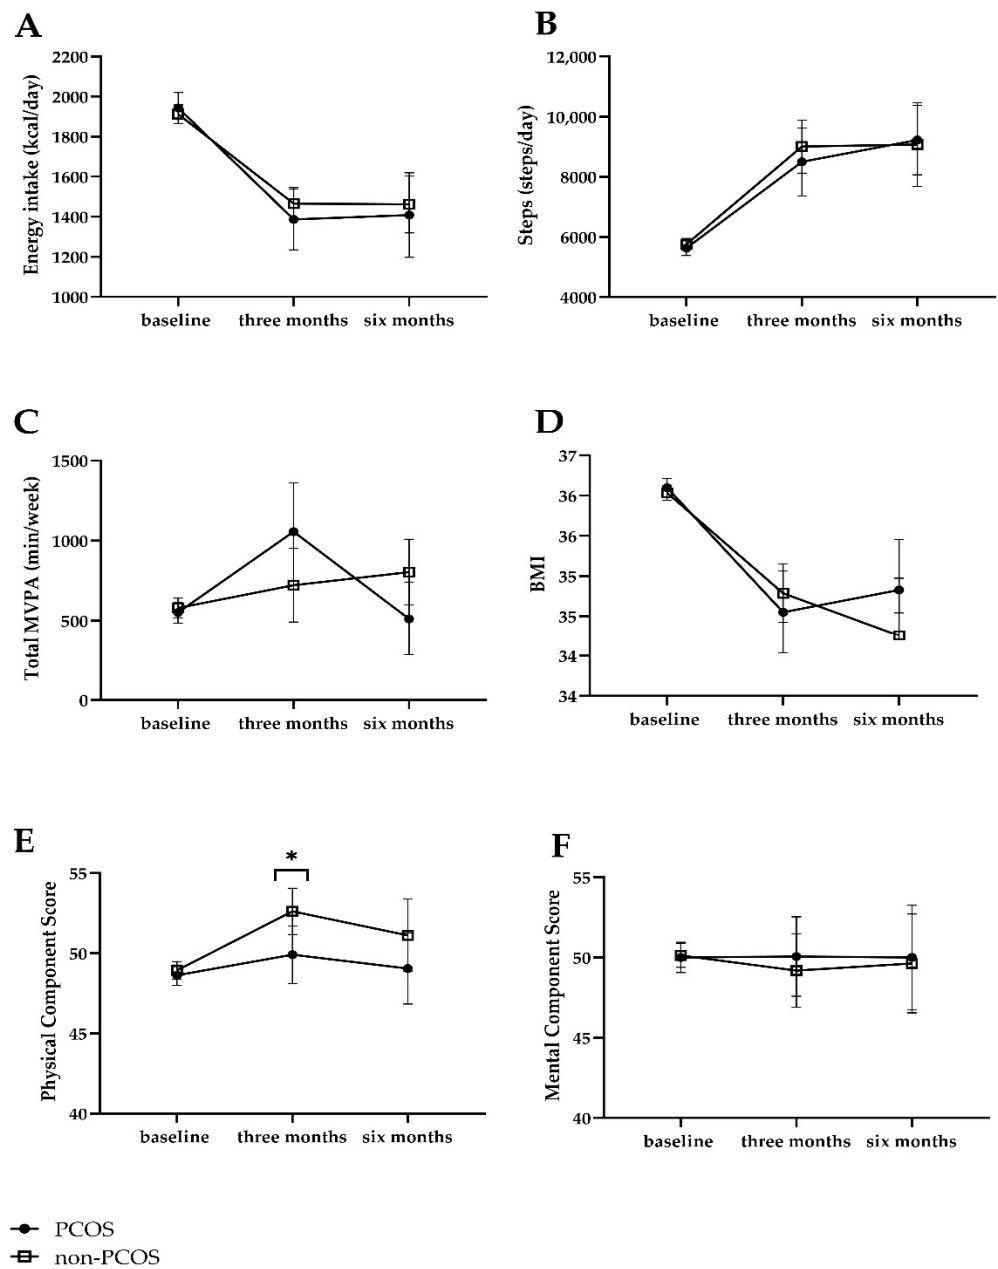 A
Energy intake (kcal/day)
2200
2000
1800
1600
1400
1200
1000
baseline three months six months
B
Steps (steps/day)
12,000
10,000
8000
6000
4000
baseline three months six months
C
Total MVPA (min/week)
1500
1000
500
0
baseline three months six months
D
BMI
37
36
36
35
35
34
34
baseline three months six months
E
Physical Component Score
55
50
45
40
*
baseline three months six months
F
Mental Component Score
55
50
45
40
baseline three months six months
PCOS
non-PCOS